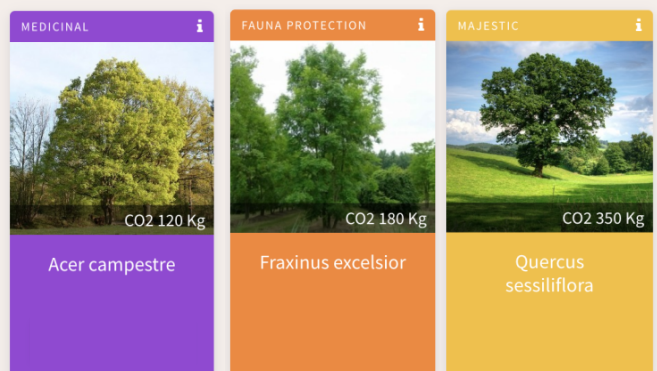 MEDICINAL
CO2 120 Kg
Acer campestre
FAUNA PROTECTION
CO2 180 Kg
Fraxinus excelsior
MAJESTIC
CO2 350 Kg
Quercus
sessiliflora